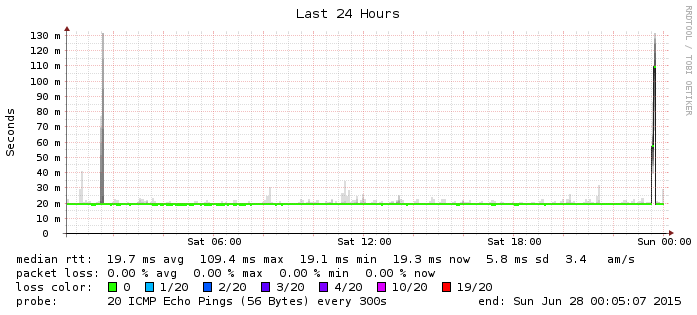 Last 24 Hours
RRDTOOL / TOBI OETIKER
Seconds
130 m
120 m
110 m
100 m
90 m
80 m
70 m
60 m
50 m
40 m
30 m
20 m
10 m
0
Sat 06:00 Sat 12:00 Sat 18:00 Sun 00:00
median rtt: 19.7 ms avg 109.4 ms max 19.1 ms min 19.3 ms now 5.8 ms sd 3.4 am/s
packet loss: 0.00 % avg 0.00 % max 0.00 % min 0.00 % now
loss color: 0 1/20 2/20 3/20 4/20 10/20 19/20
probe: 20 ICMP Echo Pings (56 Bytes) every 300s end: Sun Jun 28 00:05:07 2015